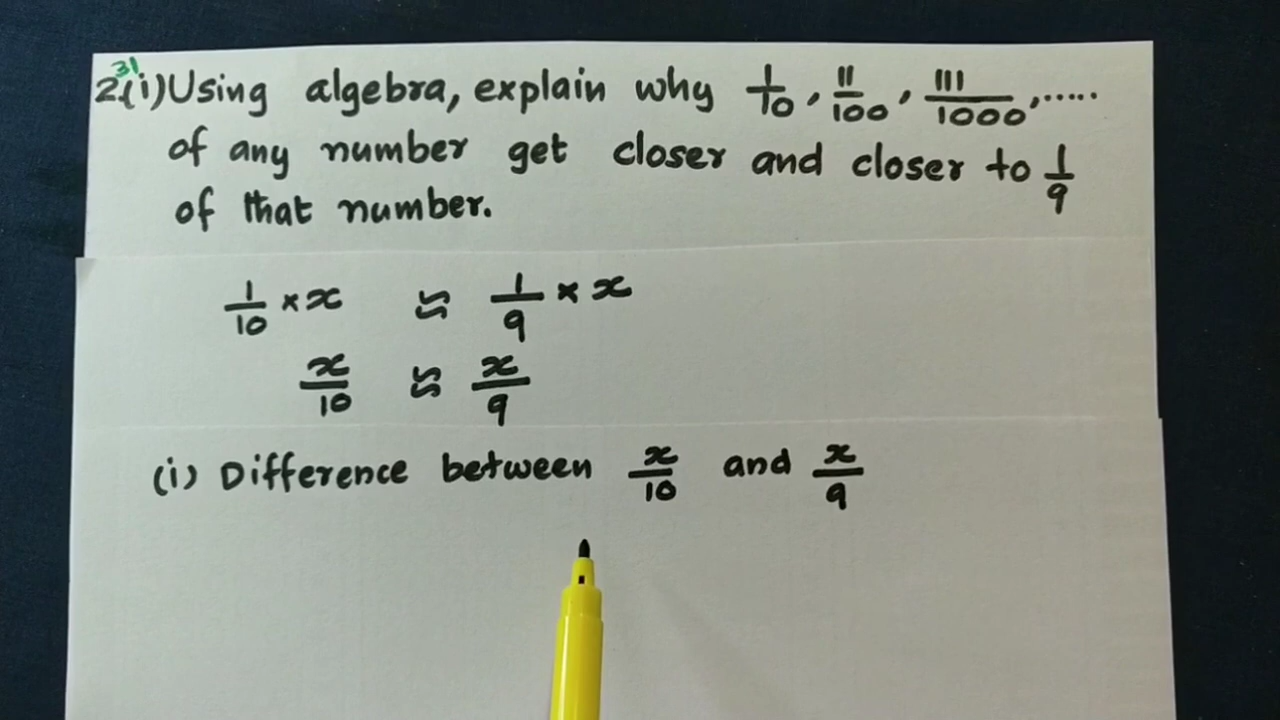 31
2.(i) Using algebra, explain why 1/10, 11/100, 111/1000, .....
of any number get closer and closer to 1/9
of that number.
1/10 × x ≈ 1/9 × x
x/10 ≈ x/9
(i) Difference between x/10 and x/9